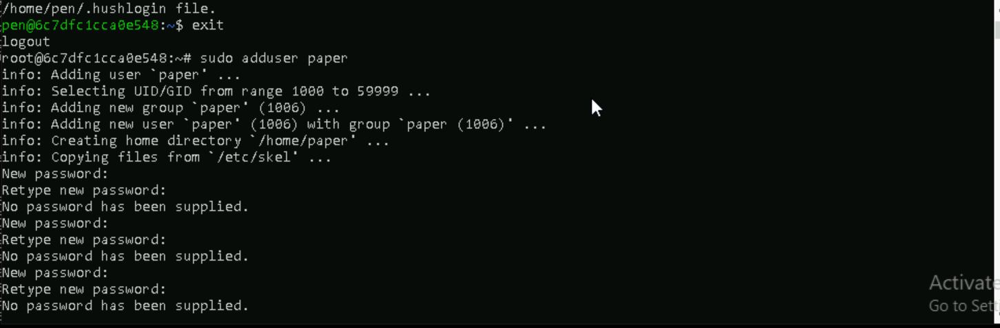 /home/pen/.hushlogin file.
pen@6c7dfc1cca0e548:~$ exit
logout
root@6c7dfc1cca0e548:~# sudo adduser paper
info: Adding user `paper' ...
info: Selecting UID/GID from range 1000 to 59999 ...
info: Adding new group `paper' (1006) ...
info: Adding new user `paper' (1006) with group `paper (1006)' ...
info: Creating home directory `/home/paper' ...
info: Copying files from `/etc/skel' ...
New password:
Retype new password:
No password has been supplied.
New password:
Retype new password:
No password has been supplied.
New password:
Retype new password:
No password has been supplied.
Activate
Go to Sett